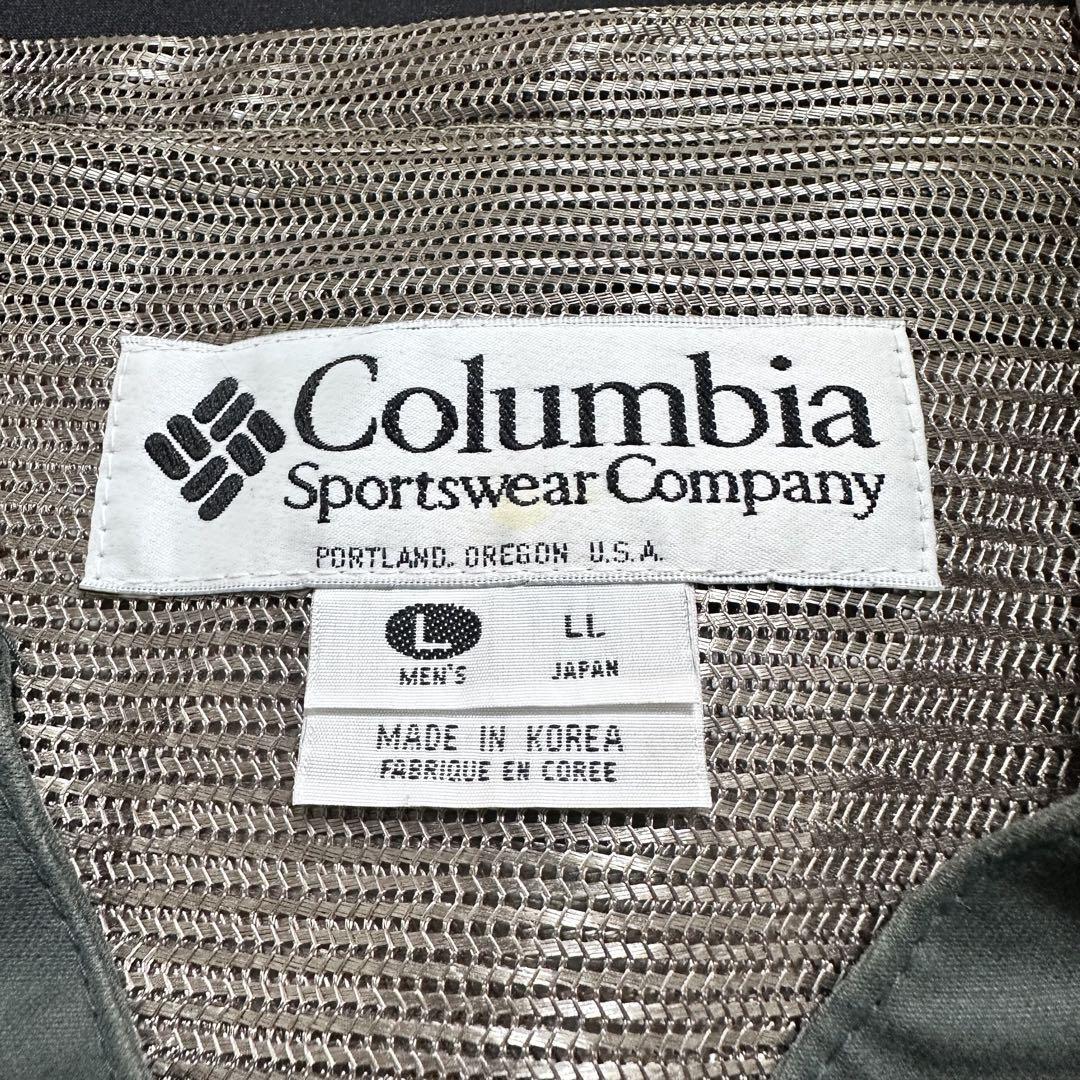 Columbia
Sportswear Company
PORTLAND, OREGON U.S.A.
L LL
MEN'S JAPAN
MADE IN KOREA
FABRIQUE EN COREE